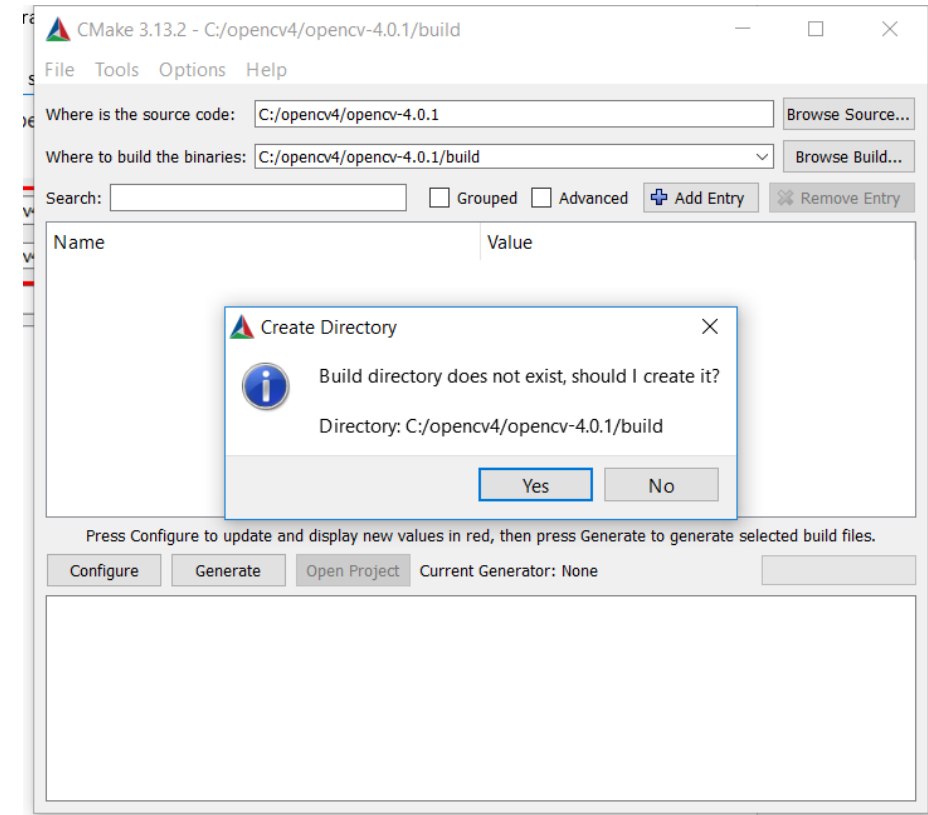 CMake 3.13.2 - C:/opencv4/opencv-4.0.1/build
File Tools Options Help
Where is the source code: C:/opencv4/opencv-4.0.1 Browse Source...
Where to build the binaries: C:/opencv4/opencv-4.0.1/build Browse Build...
Search: Grouped Advanced Add Entry Remove Entry
Name Value
Create Directory
Build directory does not exist, should I create it?
Directory: C:/opencv4/opencv-4.0.1/build
Yes No
Press Configure to update and display new values in red, then press Generate to generate selected build files.
Configure Generate Open Project Current Generator: None